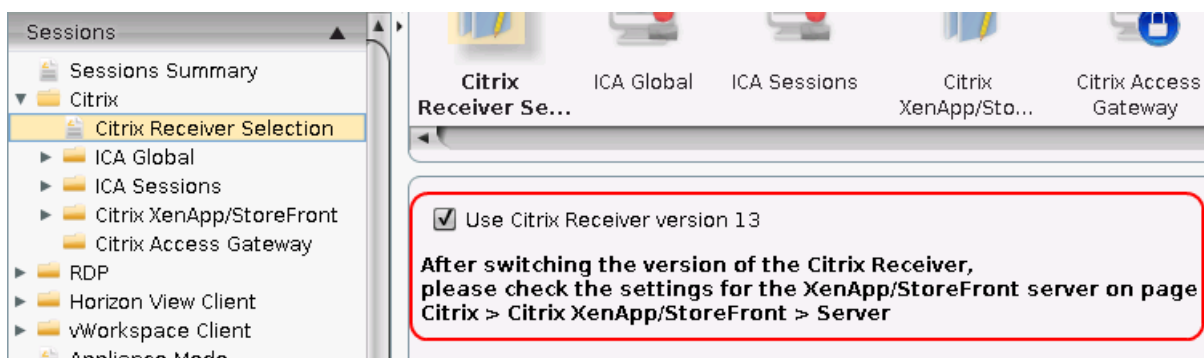 Sessions
Sessions Summary
Citrix
Citrix Receiver Selection
ICA Global
ICA Sessions
Citrix XenApp/StoreFront
Citrix Access Gateway
RDP
Horizon View Client
vWorkspace Client
Appliance Mode
Citrix
Receiver Se...
ICA Global
ICA Sessions
Citrix
XenApp/Sto...
Citrix Access
Gateway
Use Citrix Receiver version 13
After switching the version of the Citrix Receiver,
please check the settings for the XenApp/StoreFront server on page
Citrix > Citrix XenApp/StoreFront > Server